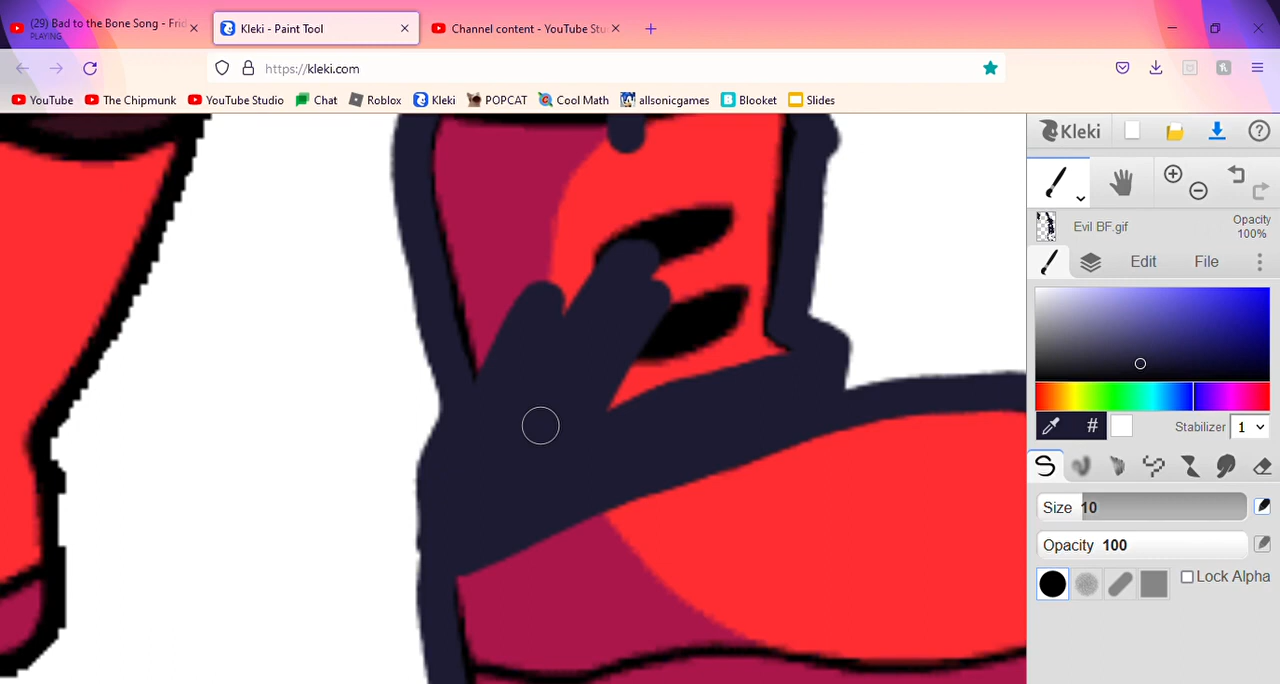 (29) Bad to the Bone Song - Frid
PLAYING
Kleki - Paint Tool
Channel content - YouTube Stu
https://kleki.com
YouTube
The Chipmunk
YouTube Studio
Chat
Roblox
Kleki
POPCAT
Cool Math
allsonicgames
Blooket
Slides
Kleki
?
Evil BF.gif
Opacity
100%
Edit
File
#
Stabilizer
1
Size 10
Opacity 100
Lock Alpha